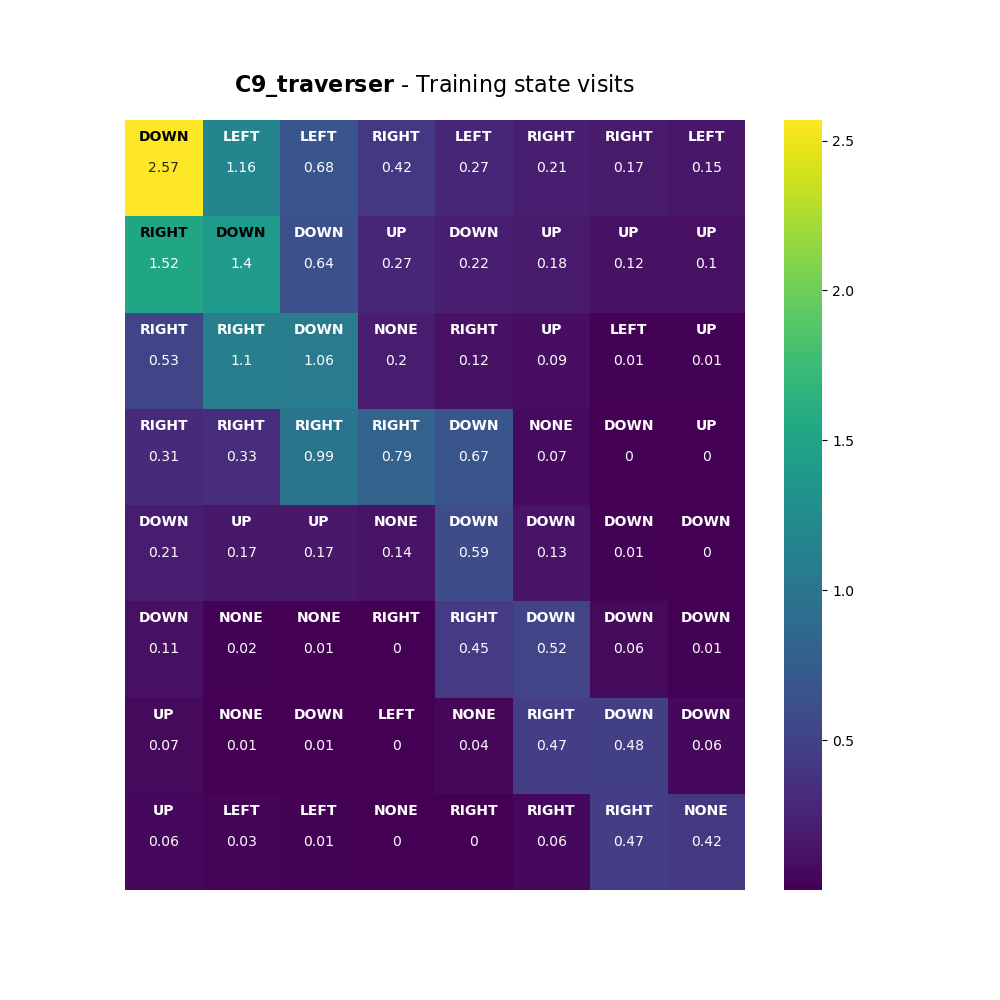 C9_traverser - Training state visits
DOWN LEFT LEFT RIGHT LEFT RIGHT RIGHT LEFT
2.57 1.16 0.68 0.42 0.27 0.21 0.17 0.15
RIGHT DOWN DOWN UP DOWN UP UP UP
1.52 1.4 0.64 0.27 0.22 0.18 0.12 0.1
RIGHT RIGHT DOWN NONE RIGHT UP LEFT UP
0.53 1.1 1.06 0.2 0.12 0.09 0.01 0.01
RIGHT RIGHT RIGHT RIGHT DOWN NONE DOWN UP
0.31 0.33 0.99 0.79 0.67 0.07 0 0
DOWN UP UP NONE DOWN DOWN DOWN DOWN
0.21 0.17 0.17 0.14 0.59 0.13 0.01 0
DOWN NONE NONE RIGHT RIGHT DOWN DOWN DOWN
0.11 0.02 0.01 0 0.45 0.52 0.06 0.01
UP NONE DOWN LEFT NONE RIGHT DOWN DOWN
0.07 0.01 0.01 0 0.04 0.47 0.48 0.06
UP LEFT LEFT NONE RIGHT RIGHT RIGHT NONE
0.06 0.03 0.01 0 0 0.06 0.47 0.42
2.5
2.0
1.5
1.0
0.5